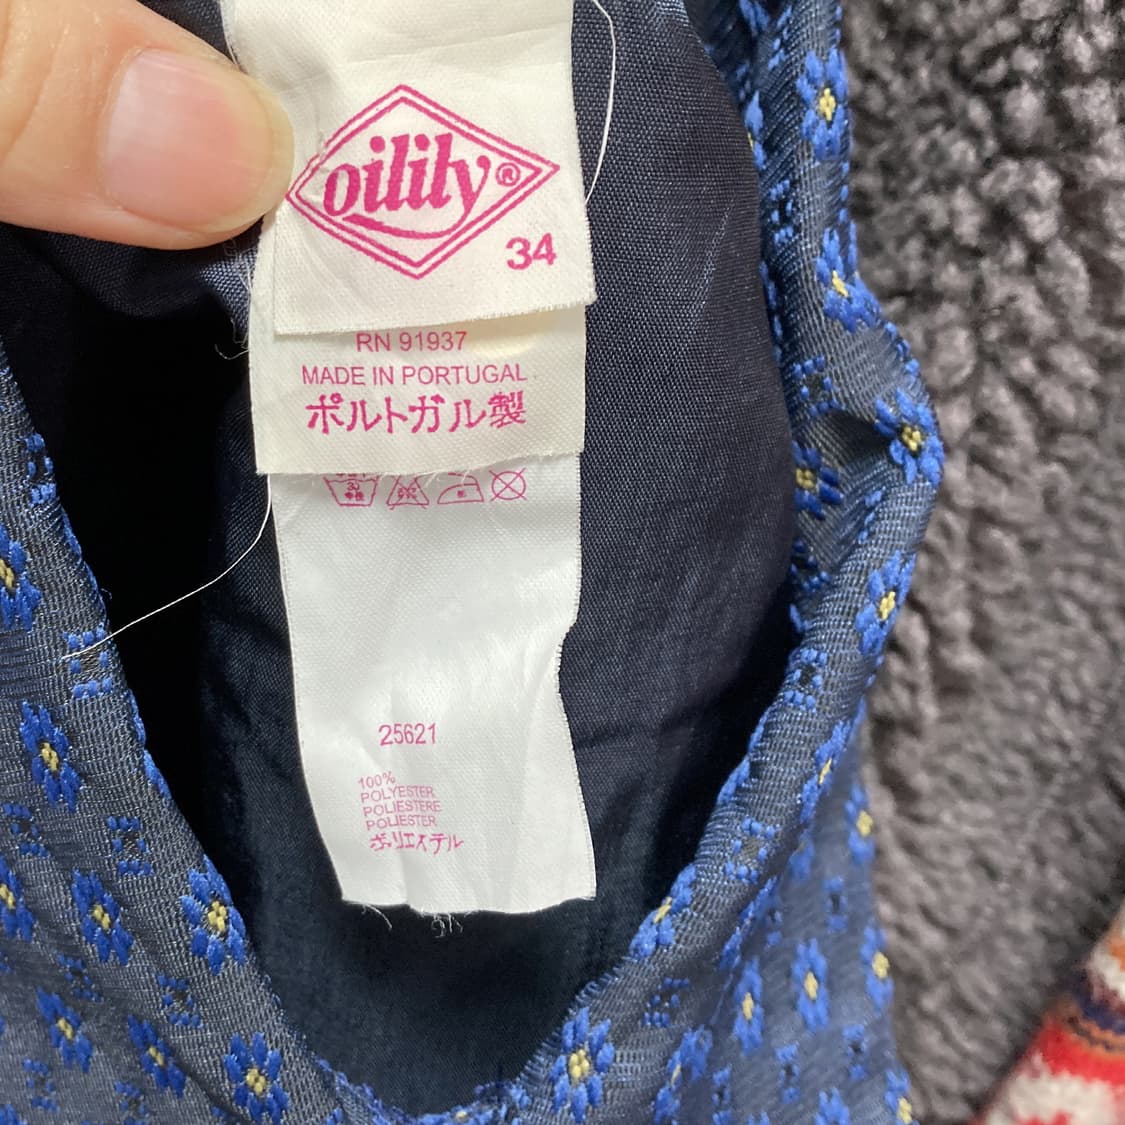 oilily®
34
RN 91937
MADE IN PORTUGAL
ポルトガル製
25621
100%
POLYESTER
POLIESTERE
POLIESTER
ポリエステル